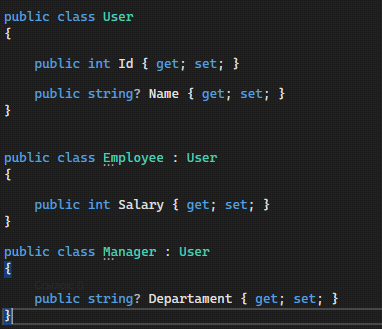 public class User
{
public int Id { get; set; }
public string? Name { get; set; }
}
public class Employee : User
{
public int Salary { get; set; }
}
public class Manager : User
{
public string? Departament { get; set; }
}